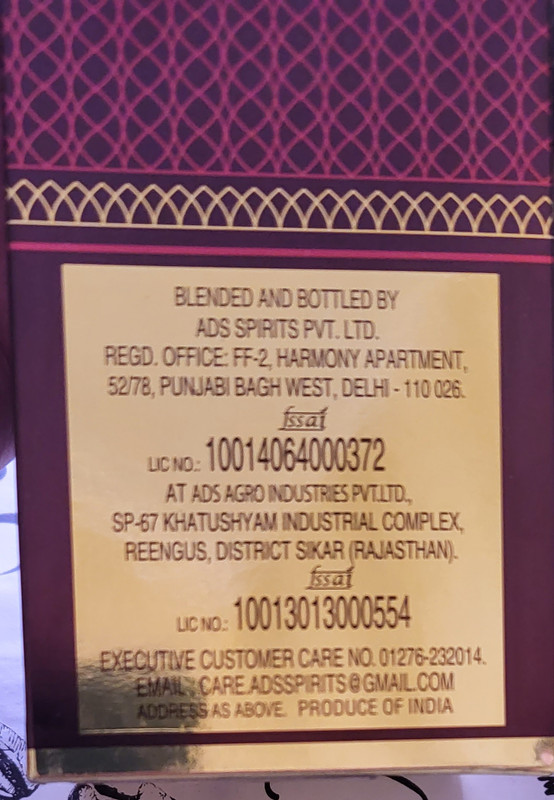 BLENDED AND BOTTLED BY
ADS SPIRITS PVT. LTD.
REGD. OFFICE: FF-2, HARMONY APARTMENT,
52/78, PUNJABI BAGH WEST, DELHI - 110 026.
fssaí
LIC NO.: 10014064000372
AT ADS AGRO INDUSTRIES PVT.LTD.,
SP-67 KHATUSHYAM INDUSTRIAL COMPLEX,
REENGUS, DISTRICT SIKAR (RAJASTHAN).
fssaí
LIC NO.: 10013013000554
EXECUTIVE CUSTOMER CARE NO. 01276-232014.
EMAIL : CARE.ADSSPIRITS@GMAIL.COM
ADDRESS AS ABOVE. PRODUCE OF INDIA